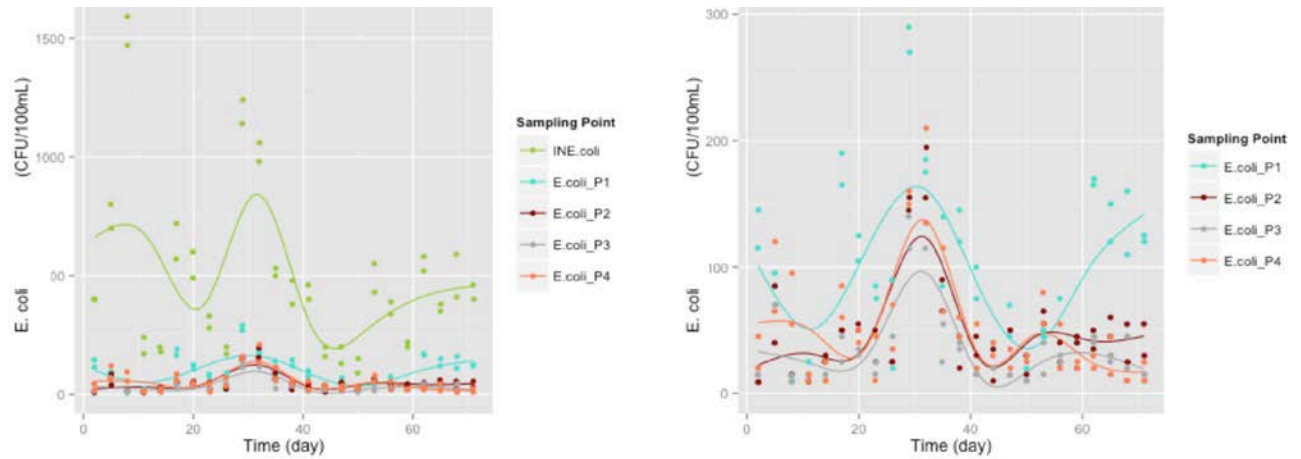 1500
1000
00
0
0
20
40
60
Time (day)
E. coli
(CFU/100mL)
Sampling Point
INE.coli
E.coli_P1
E.coli_P2
E.coli_P3
E.coli_P4
300
200
100
0
0
20
40
60
Time (day)
E. coli
(CFU/100mL)
Sampling Point
E.coli_P1
E.coli_P2
E.coli_P3
E.coli_P4